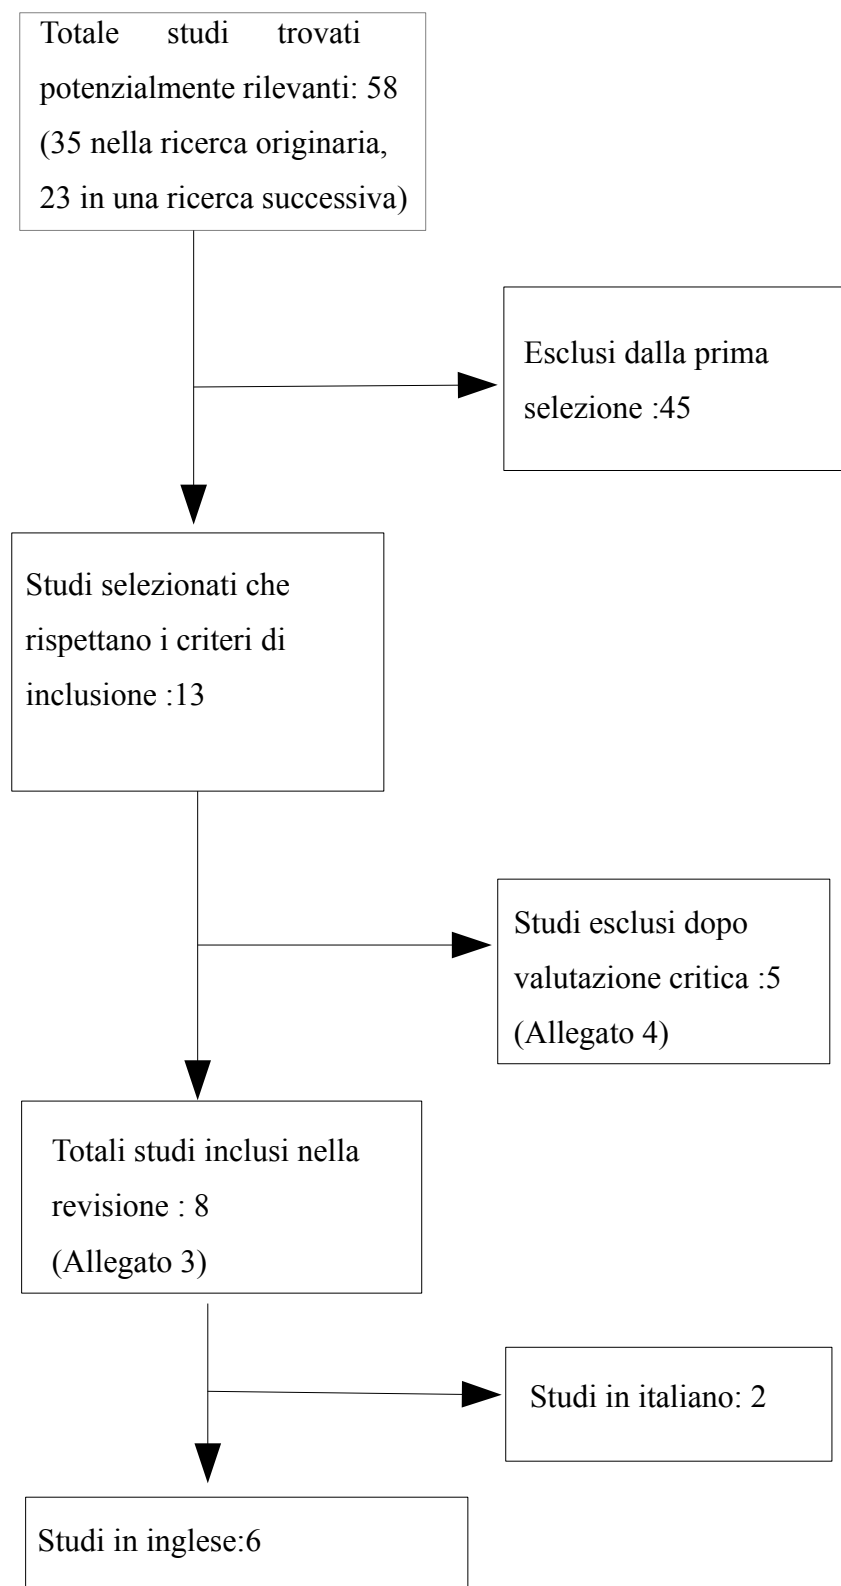 Totale studi trovati
potenzialmente rilevanti: 58
(35 nella ricerca originaria,
23 in una ricerca successiva)
Esclusi dalla prima
selezione :45
Studi selezionati che
rispettano i criteri di
inclusione :13
Studi esclusi dopo
valutazione critica :5
(Allegato 4)
Totali studi inclusi nella
revisione : 8
(Allegato 3)
Studi in italiano: 2
Studi in inglese:6